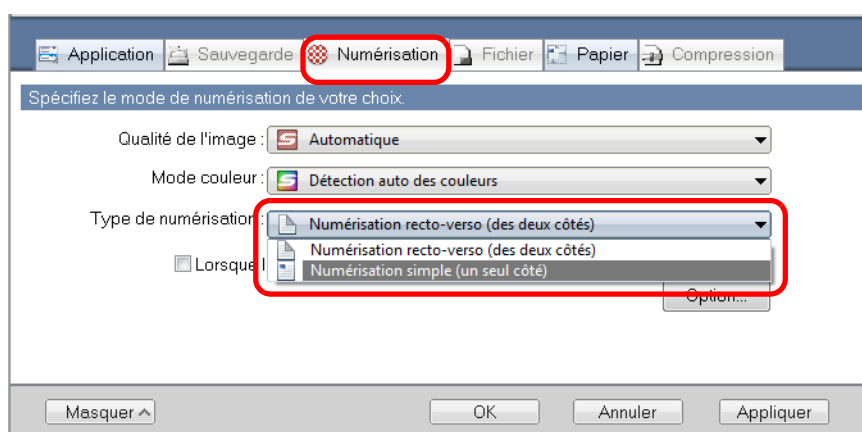 Application Sauvegarde Numérisation Fichier Papier Compression
Spécifiez le mode de numérisation de votre choix.
Qualité de l'image : Automatique
Mode couleur : Détection auto des couleurs
Type de numérisation : Numérisation recto-verso (des deux côtés)
Numérisation recto-verso (des deux côtés)
Lorsque
Numérisation simple (un seul côté)
Option...
Masquer
OK Annuler Appliquer